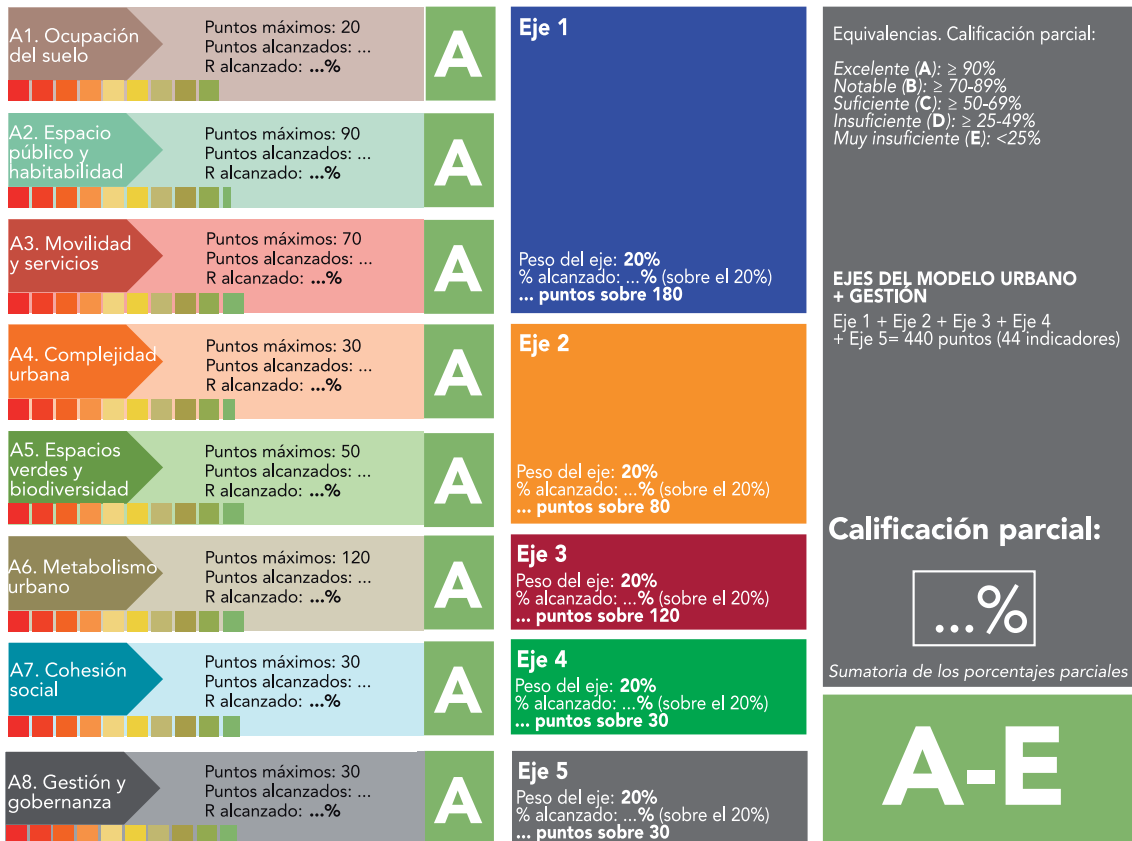 A1. Ocupación
del suelo
Puntos máximos: 20
Puntos alcanzados: ...
R alcanzado: ...%
A
A2. Espacio
público y
habitabilidad
Puntos máximos: 90
Puntos alcanzados: ...
R alcanzado: ...%
A
A3. Movilidad
y servicios
Puntos máximos: 70
Puntos alcanzados: ...
R alcanzado: ...%
A
A4. Complejidad
urbana
Puntos máximos: 30
Puntos alcanzados: ...
R alcanzado: ...%
A
A5. Espacios
verdes y
biodiversidad
Puntos máximos: 50
Puntos alcanzados: ...
R alcanzado: ...%
A
A6. Metabolismo
urbano
Puntos máximos: 120
Puntos alcanzados: ...
R alcanzado: ...%
A
A7. Cohesión
social
Puntos máximos: 30
Puntos alcanzados: ...
R alcanzado: ...%
A
A8. Gestión y
gobernanza
Puntos máximos: 30
Puntos alcanzados: ...
R alcanzado: ...%
A
Eje 1
Peso del eje: 20%
% alcanzado: ...% (sobre el 20%)
... puntos sobre 180
Eje 2
Peso del eje: 20%
% alcanzado: ...% (sobre el 20%)
... puntos sobre 80
Eje 3
Peso del eje: 20%
% alcanzado: ...% (sobre el 20%)
... puntos sobre 120
Eje 4
Peso del eje: 20%
% alcanzado: ...% (sobre el 20%)
... puntos sobre 30
Eje 5
Peso del eje: 20%
% alcanzado: ...% (sobre el 20%)
... puntos sobre 30
Equivalencias. Calificación parcial:
Excelente (A): ≥ 90%
Notable (B): ≥ 70-89%
Suficiente (C): ≥ 50-69%
Insuficiente (D): ≥ 25-49%
Muy insuficiente (E): <25%
EJES DEL MODELO URBANO
+ GESTIÓN
Eje 1 + Eje 2 + Eje 3 + Eje 4
+ Eje 5= 440 puntos (44 indicadores)
Calificación parcial:
...%
Sumatoria de los porcentajes parciales
A-E